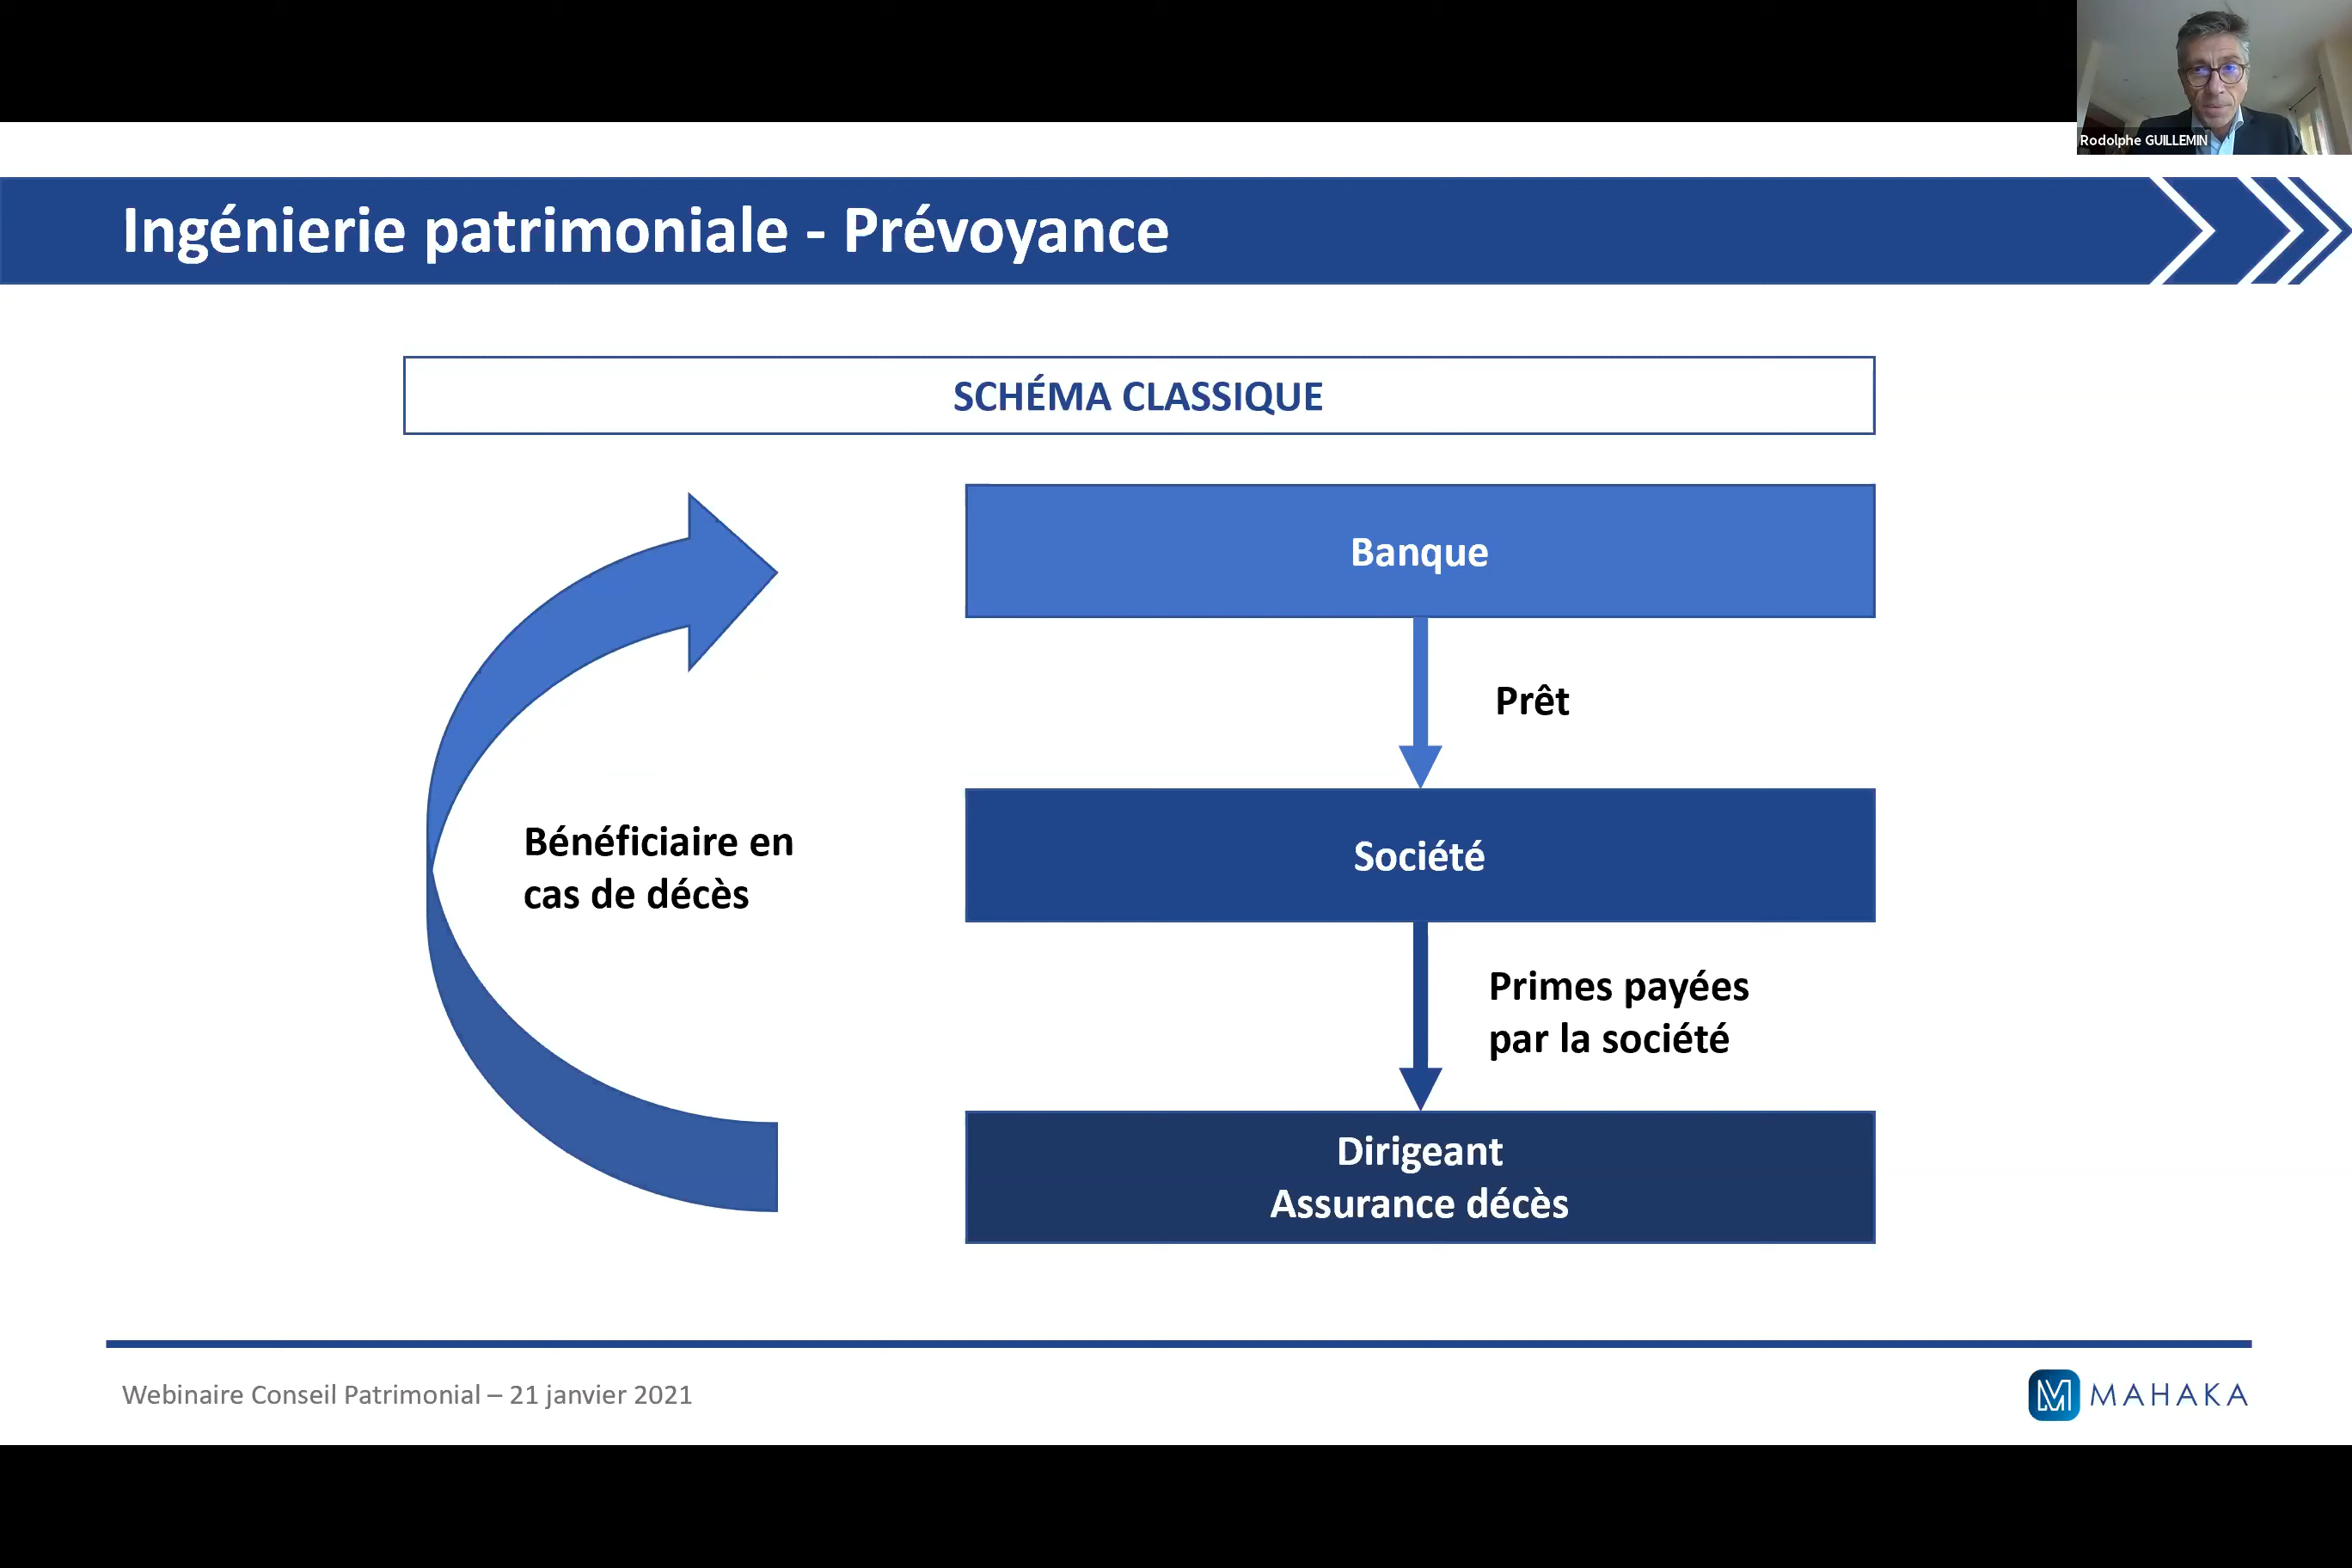 Rodolphe GUILLEMIN
Ingénierie patrimoniale - Prévoyance
SCHÉMA CLASSIQUE
Banque
Prêt
Société
Bénéficiaire en
cas de décès
Primes payées
par la société
Dirigeant
Assurance décès
Webinaire Conseil Patrimonial – 21 janvier 2021
MAHAKA